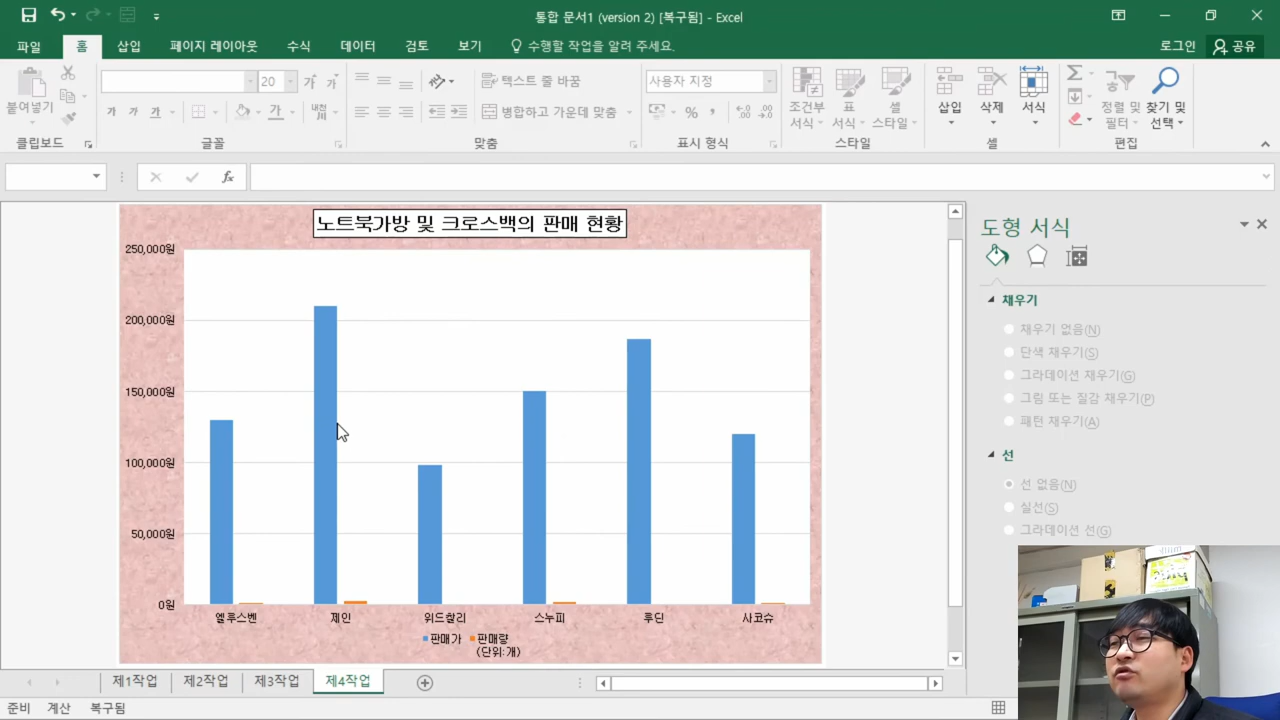 통합 문서1 (version 2) [복구됨] - Excel
파일 홈 삽입 페이지 레이아웃 수식 데이터 검토 보기 수행할 작업을 알려 주세요. 로그인 공유
붙여넣기
클립보드
20
가 가
가 가 가 가 내천
글꼴
텍스트 줄 바꿈
병합하고 가운데 맞춤
맞춤
사용자 지정
% ,
표시 형식
조건부 서식
표 서식
셀 스타일
스타일
삽입 삭제 서식
셀
정렬 및 필터
찾기 및 선택
편집
fx
노트북가방 및 크로스백의 판매 현황
250,000원
200,000원
150,000원
100,000원
50,000원
0원
엘루스벤 제인 위드할리 스누피 루딘 사코슈
판매가 판매량
(단위:개)
도형 서식
채우기
채우기 없음(N)
단색 채우기(S)
그라데이션 채우기(G)
그림 또는 질감 채우기(P)
패턴 채우기(A)
선
선 없음(N)
실선(S)
그라데이션 선(G)
제1작업 제2작업 제3작업 제4작업
준비 계산 복구됨